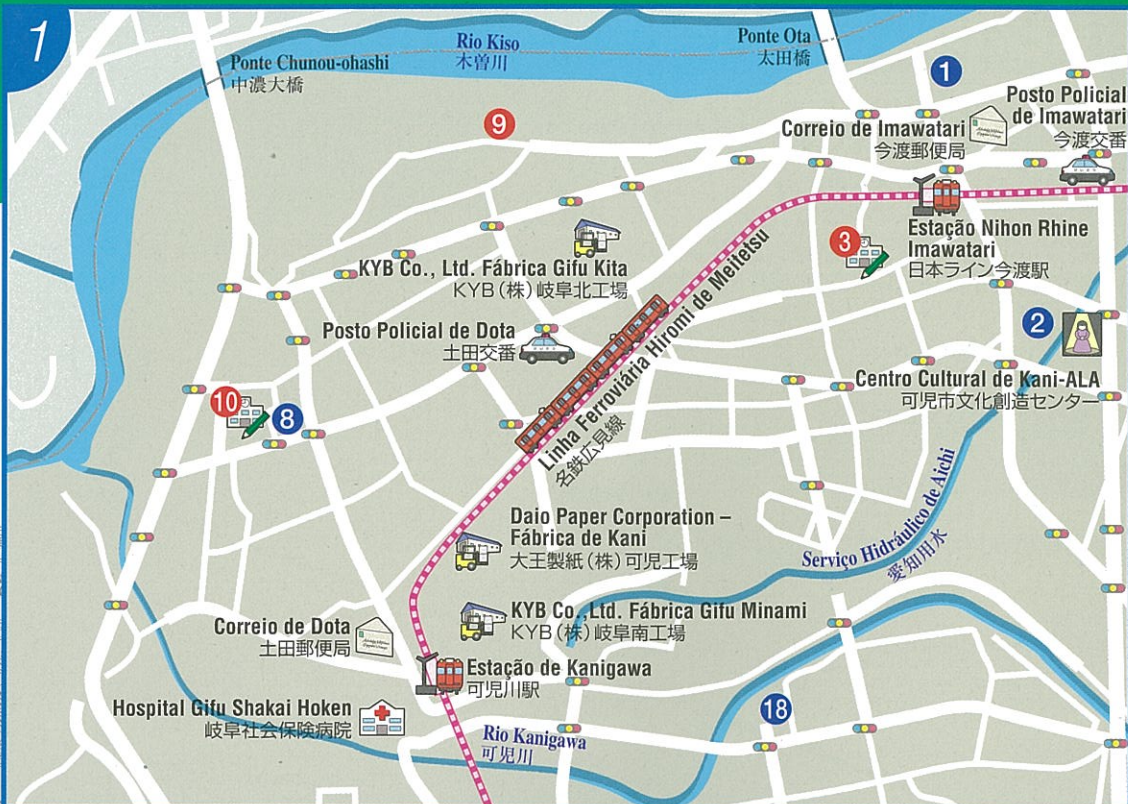 1
Ponte Chunou-ohashi
中濃大橋
Rio Kiso
木曽川
Ponte Ota
太田橋
1
Posto Policial
de Imawatari
今渡交番
9
Correio de Imawatari
今渡郵便局
Estação Nihon Rhine
Imawatari
日本ライン今渡駅
3
KYB Co., Ltd. Fábrica Gifu Kita
KYB(株)岐阜北工場
Linha Ferroviária Hiromi de Meitetsu
名鉄広見線
Posto Policial de Dota
土田交番
2
Centro Cultural de Kani-ALA
可児市文化創造センター
10
8
Daio Paper Corporation –
Fábrica de Kani
大王製紙(株)可児工場
Serviço Hidráulico de Aichi
愛知用水
KYB Co.,Ltd. Fábrica Gifu Minami
KYB(株)岐阜南工場
Correio de Dota
土田郵便局
Estação de Kanigawa
可児川駅
Hospital Gifu Shakai Hoken
岐阜社会保険病院
18
Rio Kanigawa
可児川